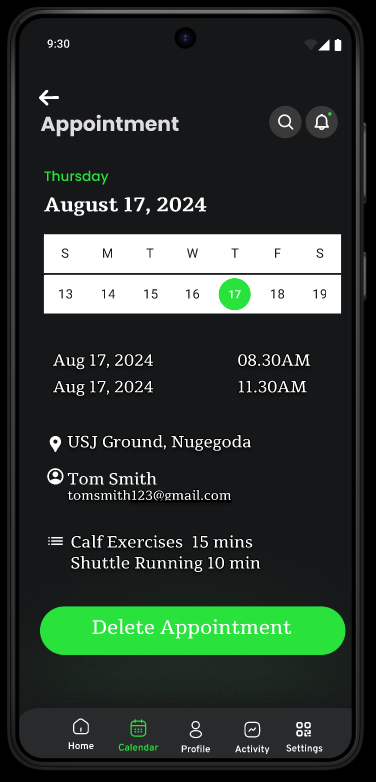 9:30
Appointment
Thursday
August 17, 2024
S M T W T F S
13 14 15 16 17 18 19
Aug 17, 2024 08.30AM
Aug 17, 2024 11.30AM
USJ Ground, Nugegoda
Tom Smith
tomsmith123@gmail.com
Calf Exercises 15 mins
Shuttle Running 10 min
Delete Appointment
Home Calendar Profile Activity Settings